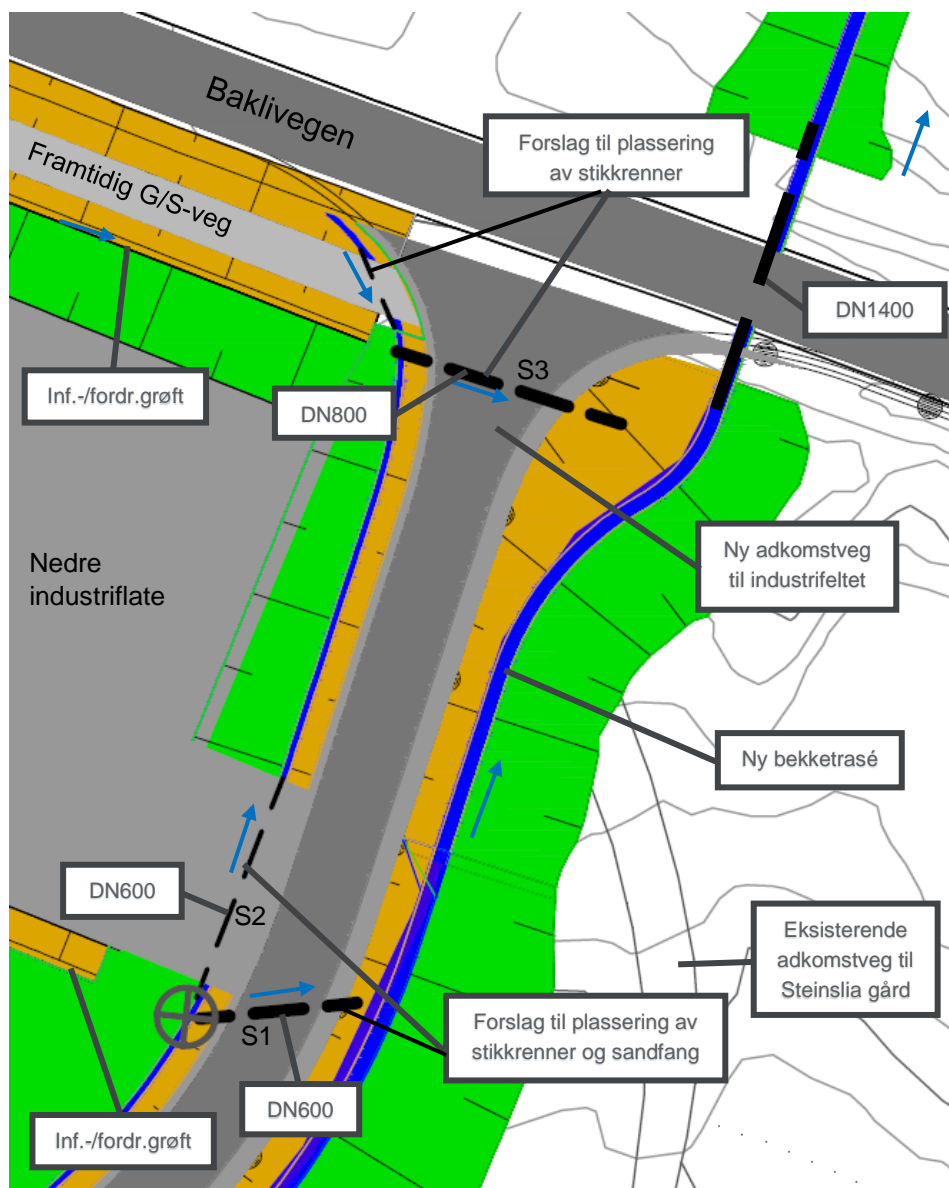 Baklivegen
Forslag til plassering
av stikkrenner
Framtidig G/S-veg
DN1400
S3
Inf.-/fordr.grøft
DN800
Ny adkomstveg
til industrifeltet
Nedre
industriflate
Ny bekketrasé
DN600
S2
Eksisterende
adkomstveg til
Steinslia gård
Forslag til plassering av
stikkrenner og sandfang
S1
DN600
Inf.-/fordr.grøft